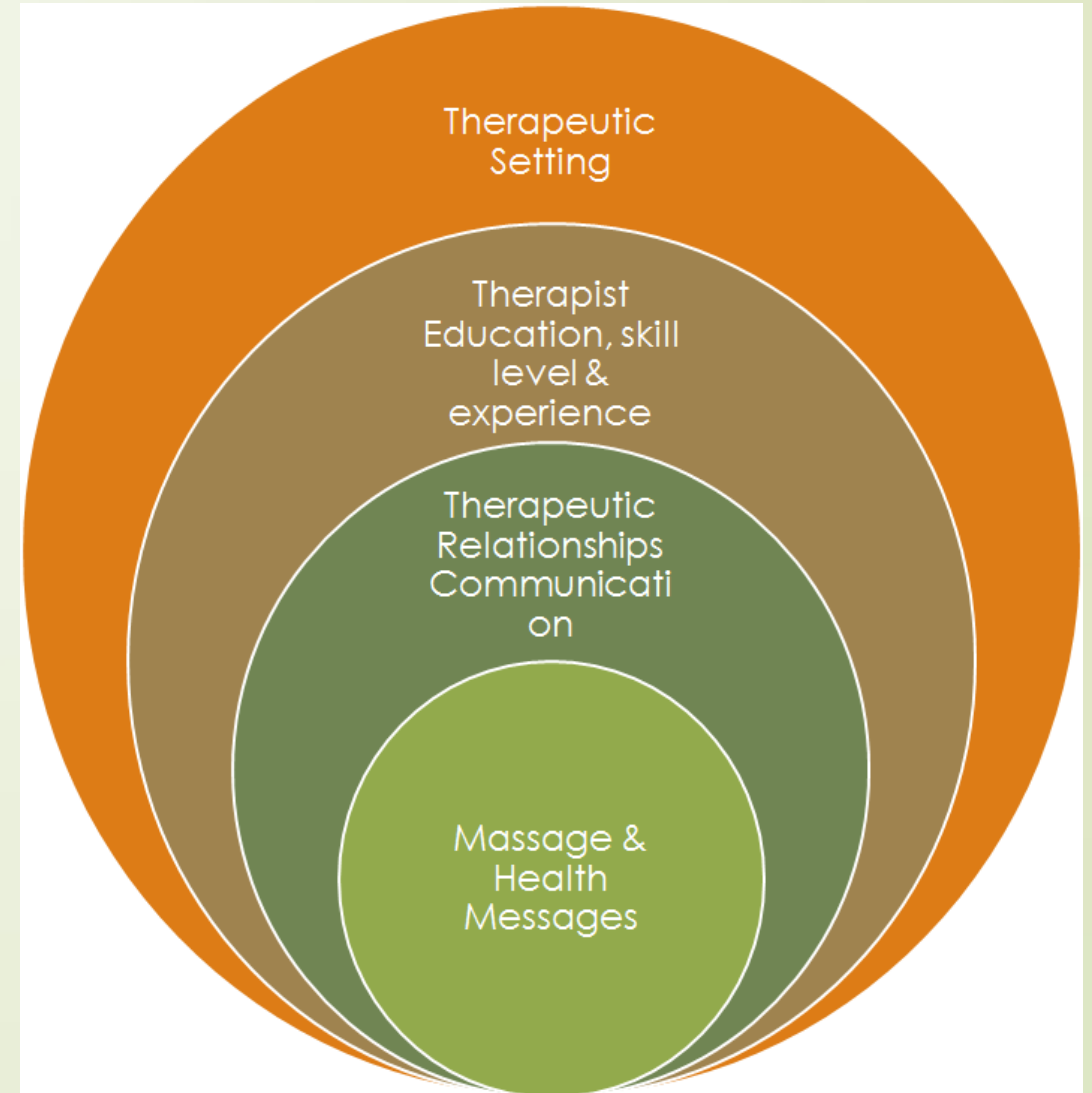 Therapeutic
Setting
Therapist
Education, skill
level &
experience
Therapeutic
Relationships
Communicati
on
Massage &
Health
Messages